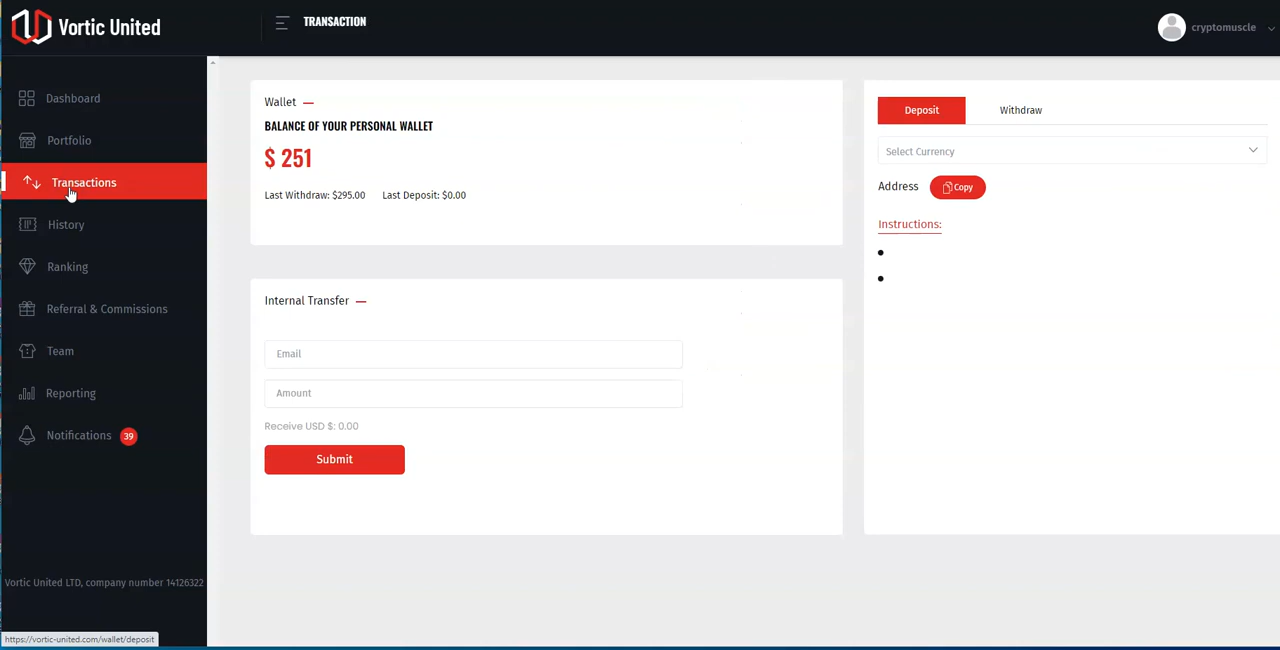 Vortic United
TRANSACTION
cryptomuscle
Dashboard
Portfolio
Transactions
History
Ranking
Referral & Commissions
Team
Reporting
Notifications 39
Vortic United LTD, company number 14126322
https://vortic-united.com/wallet/deposit
Wallet
BALANCE OF YOUR PERSONAL WALLET
$ 251
Last Withdraw: $295.00 Last Deposit: $0.00
Internal Transfer
Email
Amount
Receive USD $: 0.00
Submit
Deposit Withdraw
Select Currency
Address Copy
Instructions: